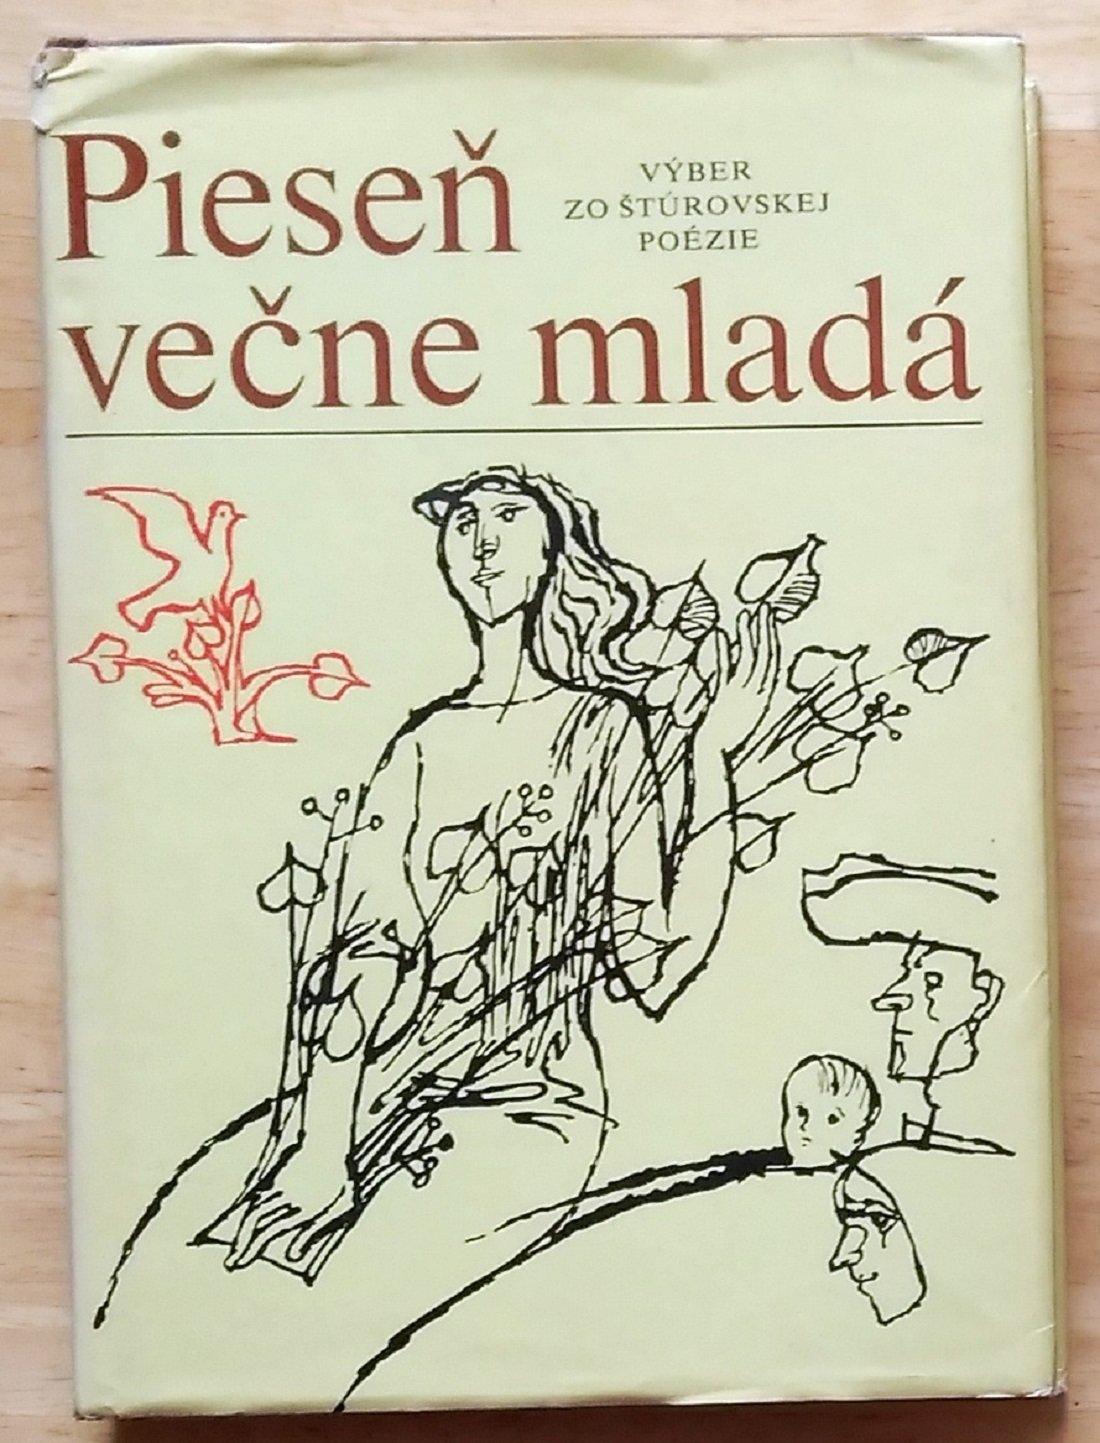 Pieseň
VÝBER
ZO ŠTÚROVSKEJ
POÉZIE
večne mladá